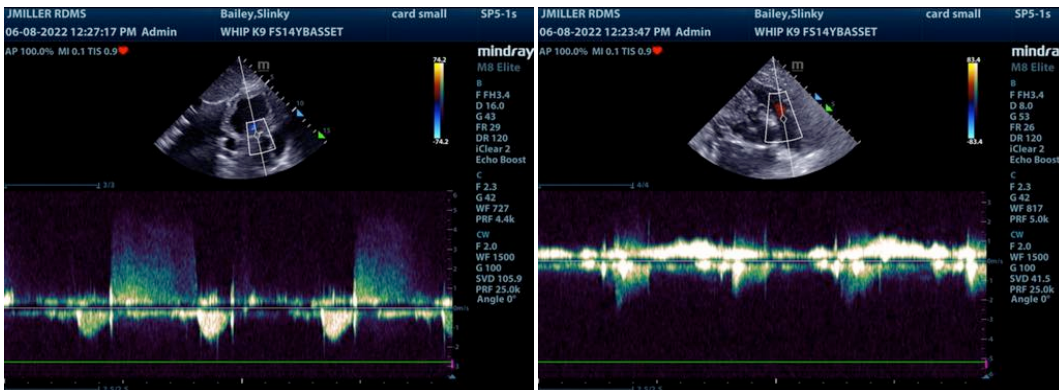 JMILLER RDMS Bailey,Slinky card small SP5-1s
06-08-2022 12:27:17 PM Admin WHIP K9 FS14YBASSET
AP 100.0% MI 0.1 TIS 0.9
mindray
M8 Elite
m
74.2
-74.2
10
15
B
F FH3.4
D 16.0
G 43
FR 29
DR 120
iClear 2
Echo Boost
C
F 2.3
G 42
WF 727
PRF 4.4k
CW
F 2.0
WF 1500
G 100
SVD 105.9
PRF 25.0k
Angle 0°
3/3
JMILLER RDMS Bailey,Slinky card small SP5-1s
06-08-2022 12:23:47 PM Admin WHIP K9 FS14YBASSET
AP 100.0% MI 0.1 TIS 0.9
mindray
M8 Elite
m
83.4
-83.4
5
B
F FH3.4
D 8.0
G 53
FR 26
DR 120
iClear 2
Echo Boost
C
F 2.3
G 42
WF 817
PRF 5.0k
CW
F 2.0
WF 1500
G 100
SVD 41.5
PRF 25.0k
Angle 0°
4/4